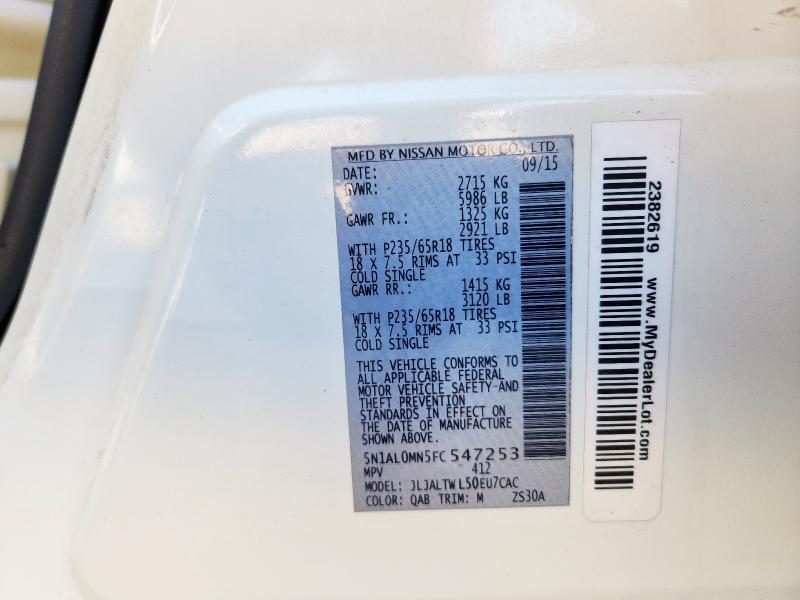 MFD BY NISSAN MOTOR CO., LTD.
DATE: 09/15
GVWR: 2715 KG
5986 LB
GAWR FR.: 1325 KG
2921 LB
WITH P235/65R18 TIRES
18 X 7.5 RIMS AT 33 PSI
COLD SINGLE
GAWR RR.: 1415 KG
3120 LB
WITH P235/65R18 TIRES
18 X 7.5 RIMS AT 33 PSI
COLD SINGLE
THIS VEHICLE CONFORMS TO
ALL APPLICABLE FEDERAL
MOTOR VEHICLE SAFETY-AND
THEFT PREVENTION
STANDARDS IN EFFECT ON
THE DATE OF MANUFACTURE
SHOWN ABOVE.
5N1AL0MN5FC547253
MPV 412
MODEL: JLJALTWL50EU7CAC
COLOR: QAB TRIM: M ZS30A
2382619 www.MyDealerLot.com